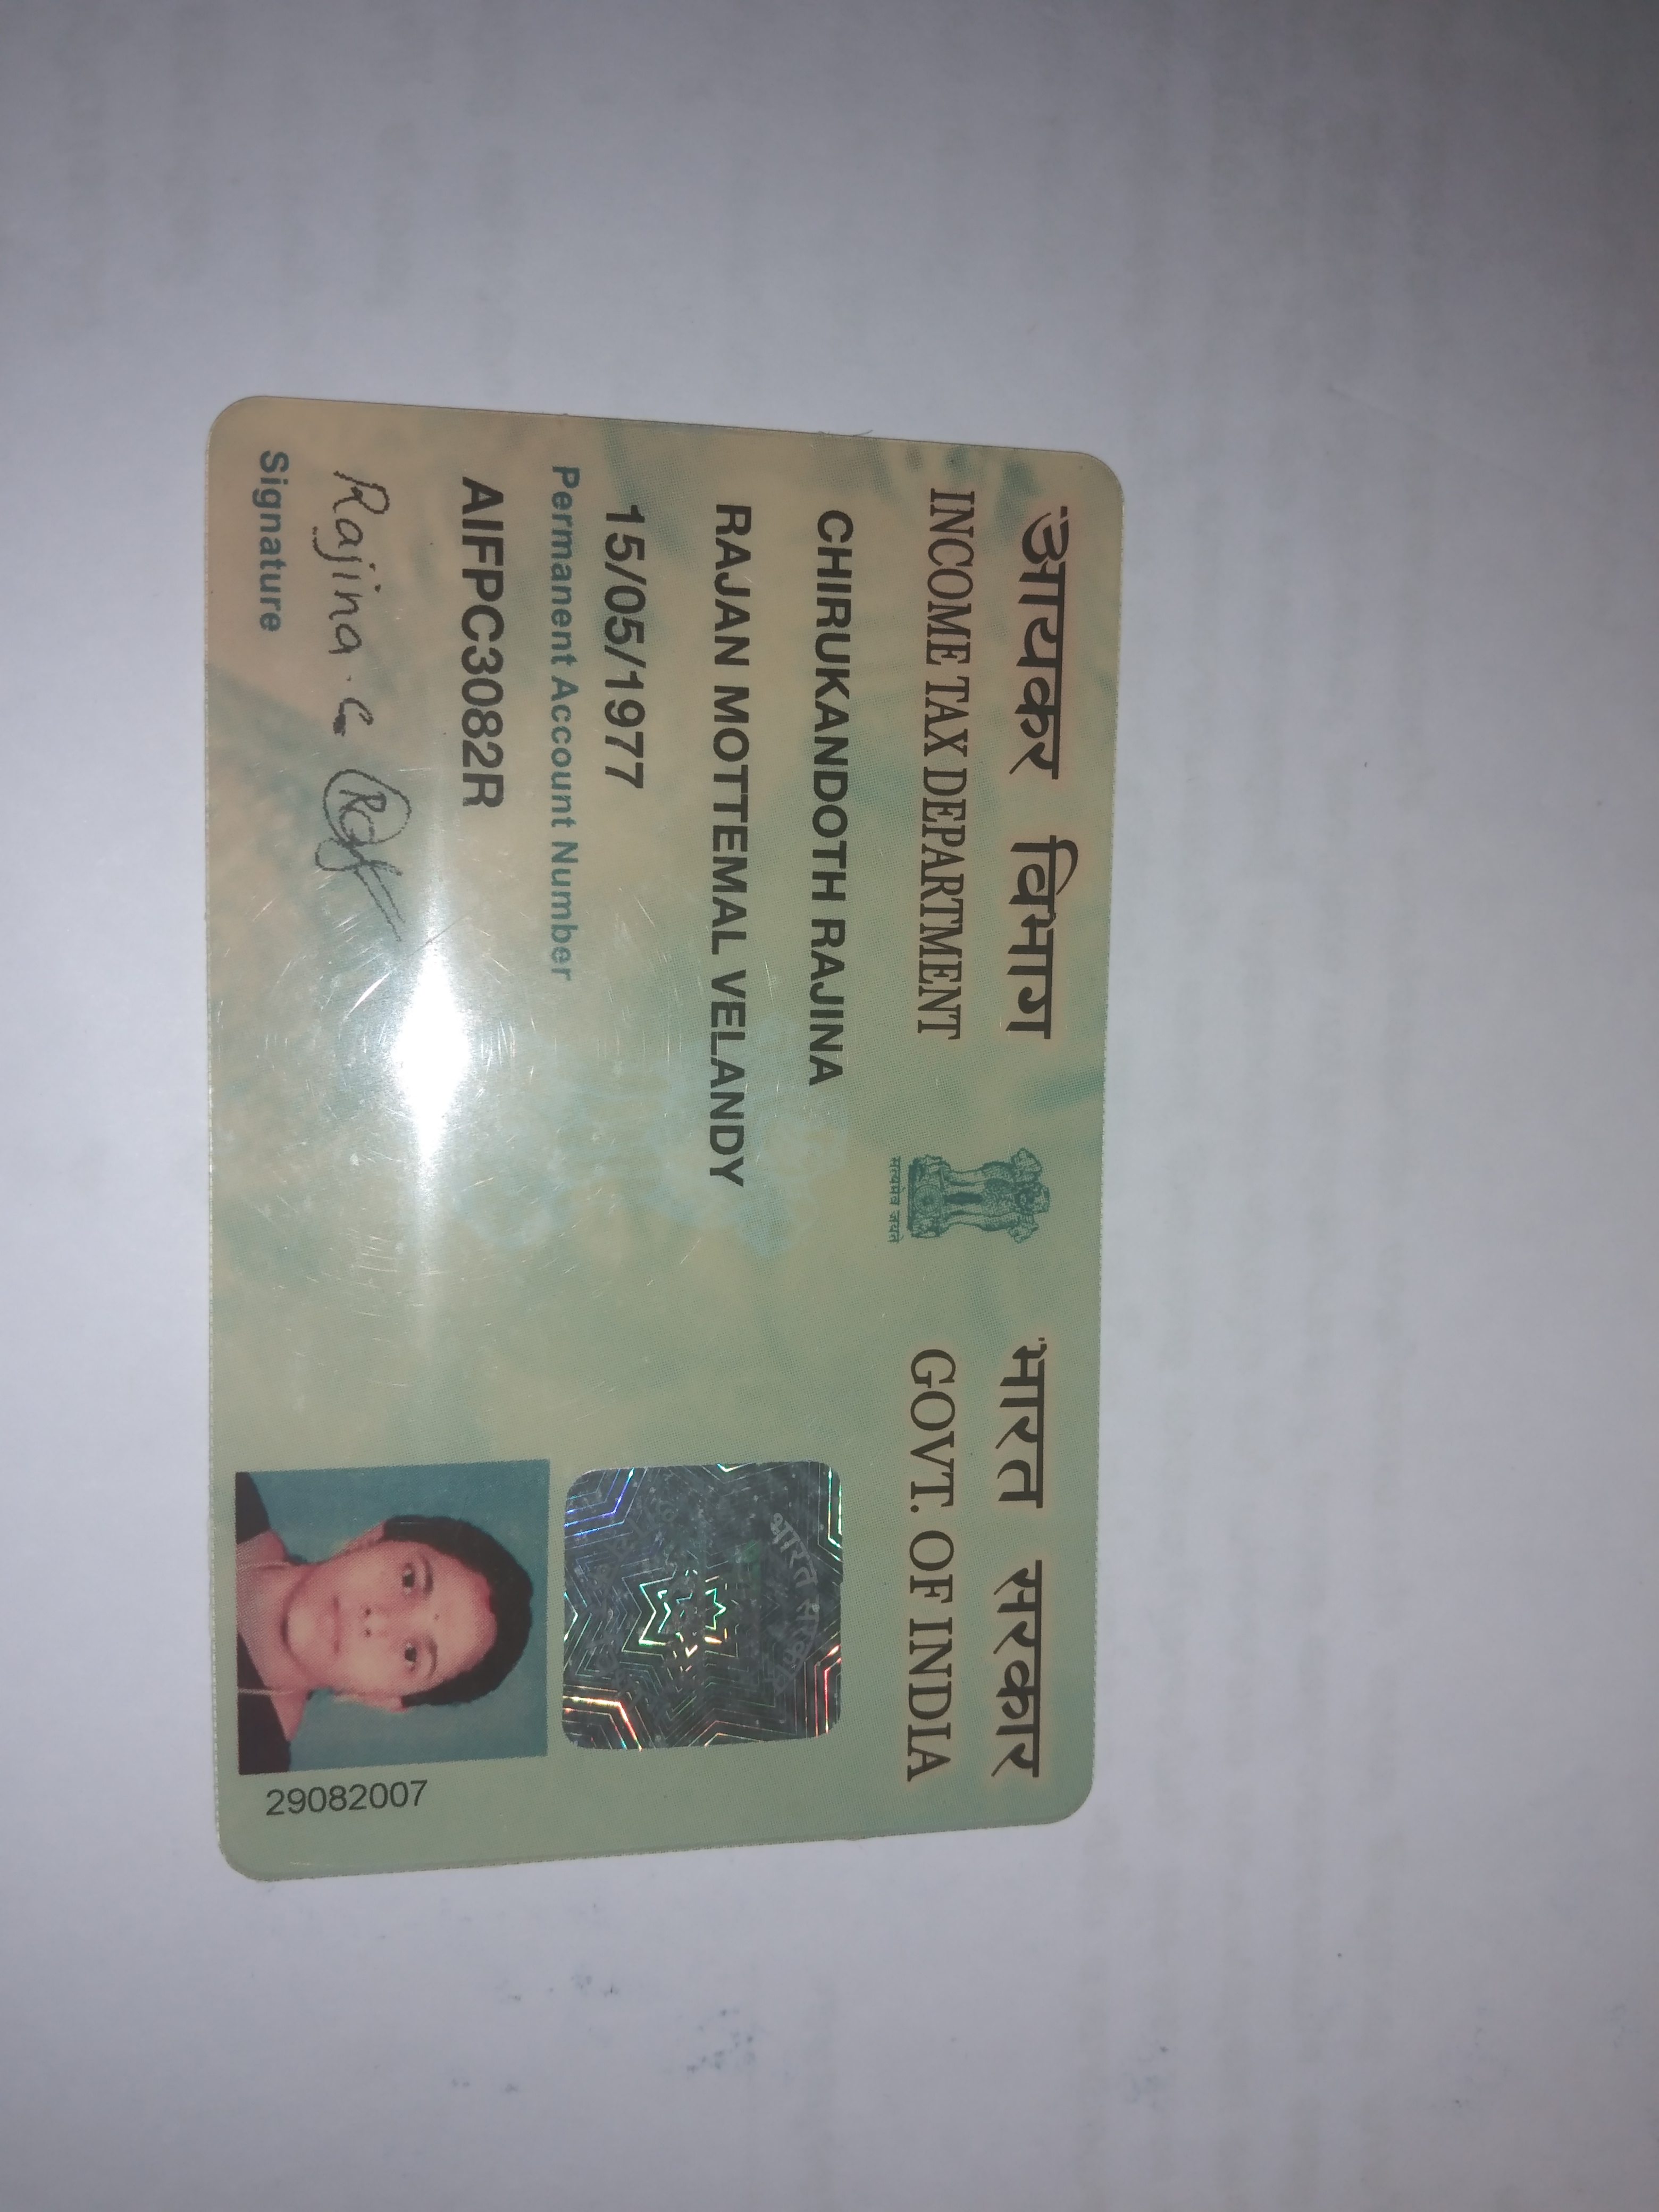 आयकर विभाग
INCOME TAX DEPARTMENT
सत्यमेव जयते
भारत सरकार
GOVT. OF INDIA
CHIRUKANDOTH RAJINA
RAJAN MOTTEMAL VELANDY
15/05/1977
Permanent Account Number
AIFPC3082R
Rajina. C
Signature
भारत सरकार
29082007